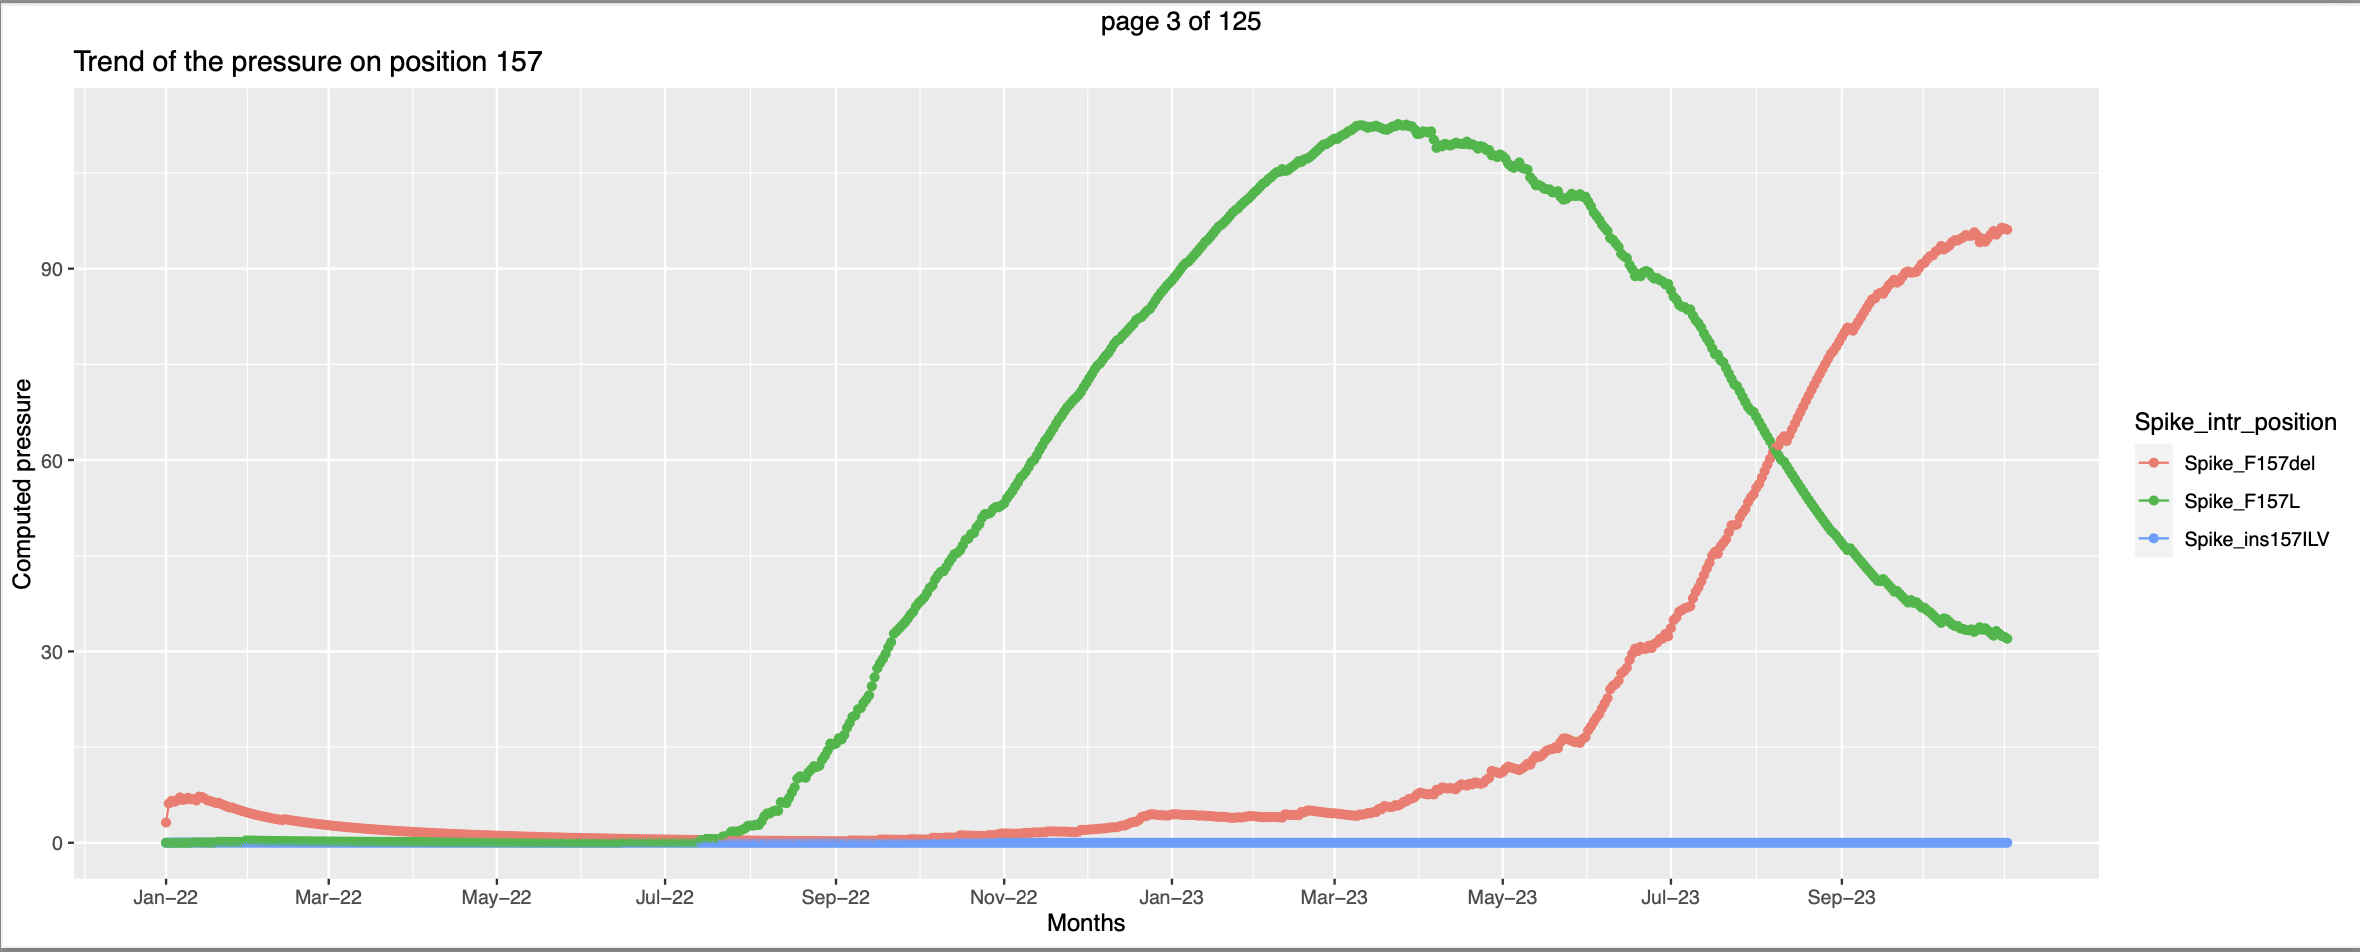 page 3 of 125
Trend of the pressure on position 157
Computed pressure
90
60
30
0
Jan−22
Mar−22
May−22
Jul−22
Sep−22
Nov−22
Jan−23
Mar−23
May−23
Jul−23
Sep−23
Months
Spike_intr_position
Spike_F157del
Spike_F157L
Spike_ins157ILV